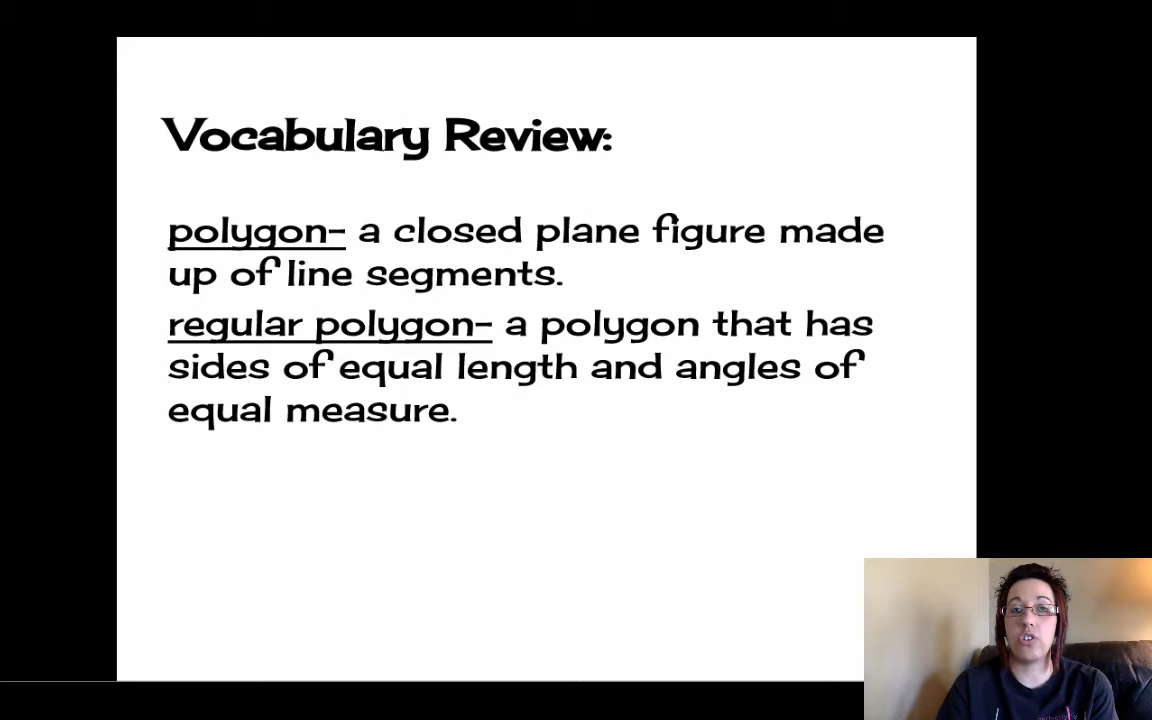 Vocabulary Review:
polygon- a closed plane figure made
up of line segments.
regular polygon- a polygon that has
sides of equal length and angles of
equal measure.